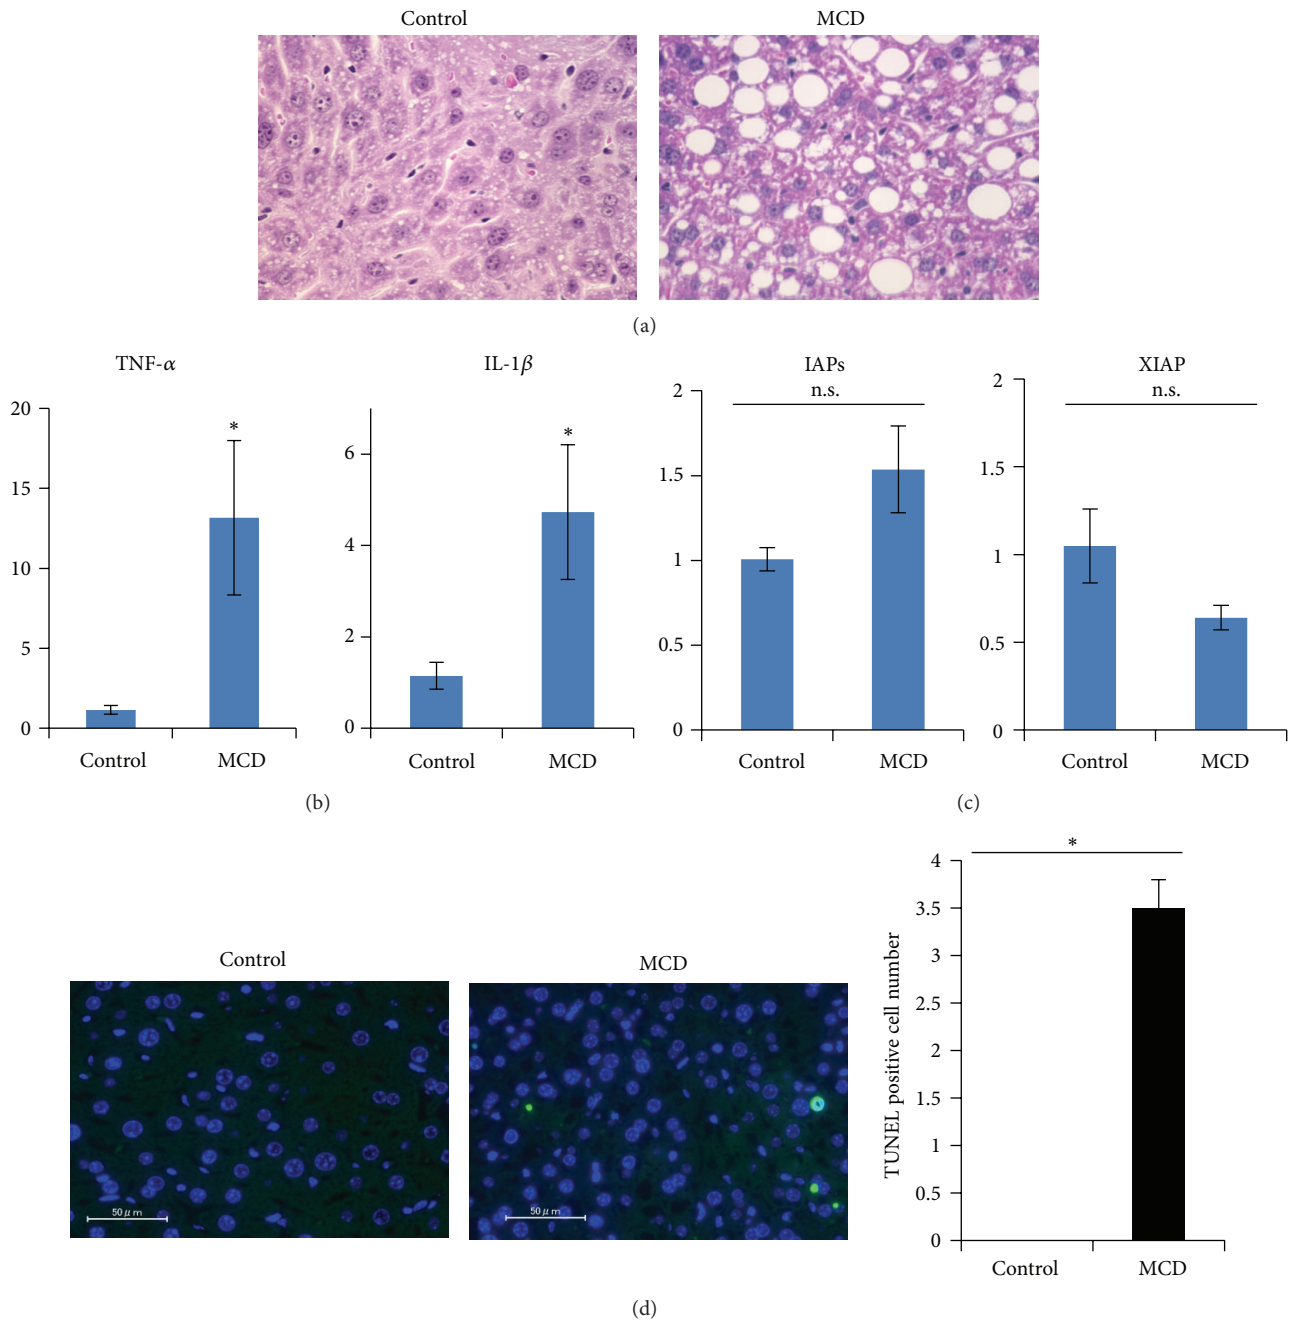 Control MCD
(a)
TNF-α IL-1β IAPs XIAP
n.s. n.s.
20
15
10
5
0
Control MCD
6
4
2
0
Control MCD
(b)
2
1.5
1
0.5
0
Control MCD
2
1.5
1
0.5
0
Control MCD
(c)
Control MCD
50 μm 50 μm
TUNEL positive cell number
*
4
3.5
3
2.5
2
1.5
1
0.5
0
Control MCD
(d)